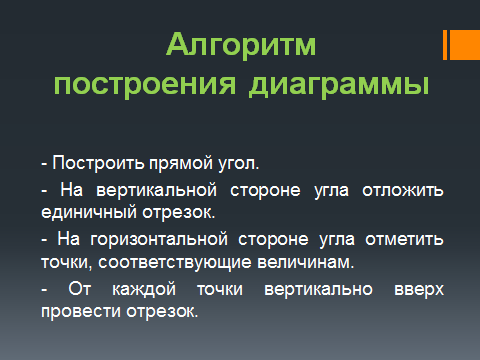 Алгоритм
построения диаграммы
- Построить прямой угол.
- На вертикальной стороне угла отложить
единичный отрезок.
- На горизонтальной стороне угла отметить
точки, соответствующие величинам.
- От каждой точки вертикально вверх
провести отрезок.